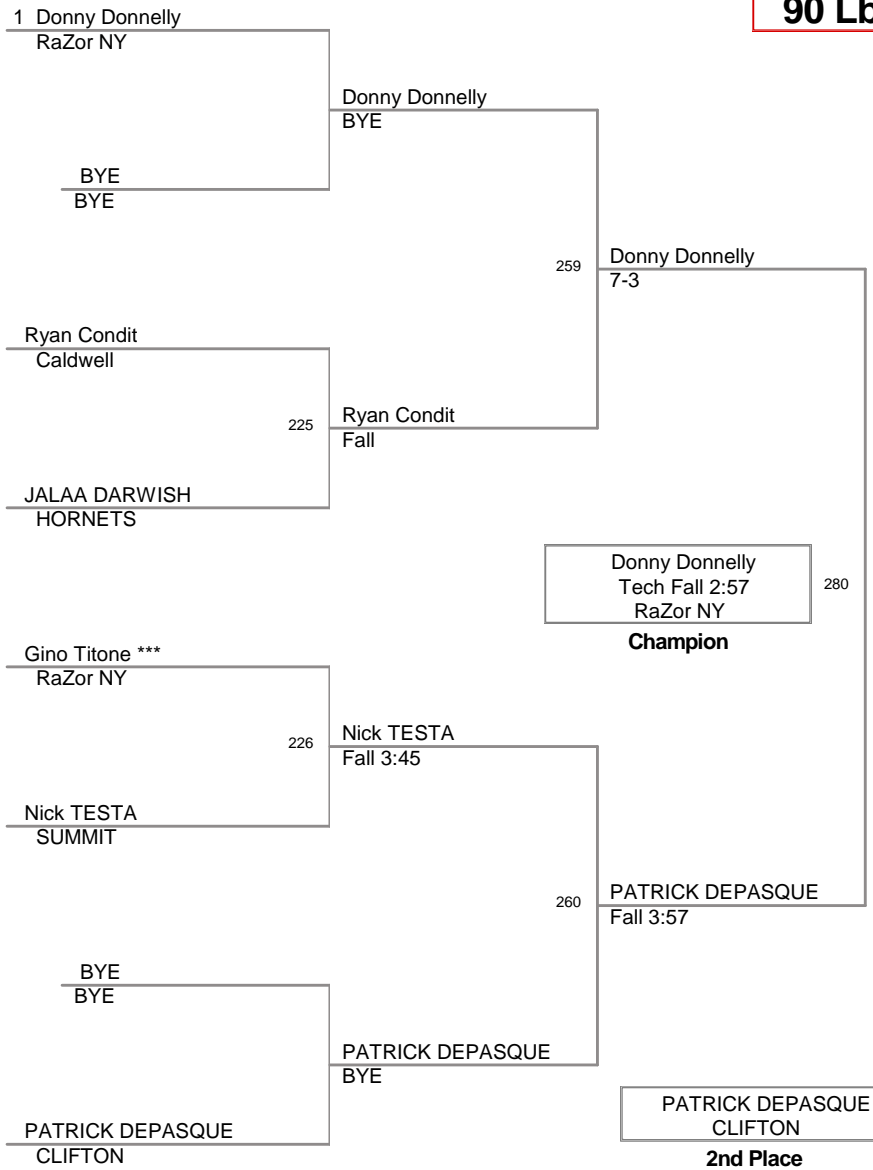 90 Lb
1 Donny Donnelly
RaZor NY
Donny Donnelly
BYE
BYE
BYE
259
Donny Donnelly
7-3
Ryan Condit
Caldwell
225
Ryan Condit
Fall
JALAA DARWISH
HORNETS
Donny Donnelly
Tech Fall 2:57
RaZor NY
280
Champion
Gino Titone ***
RaZor NY
226
Nick TESTA
Fall 3:45
Nick TESTA
SUMMIT
260
PATRICK DEPASQUE
Fall 3:57
BYE
BYE
PATRICK DEPASQUE
BYE
PATRICK DEPASQUE
CLIFTON
PATRICK DEPASQUE
CLIFTON
2nd Place